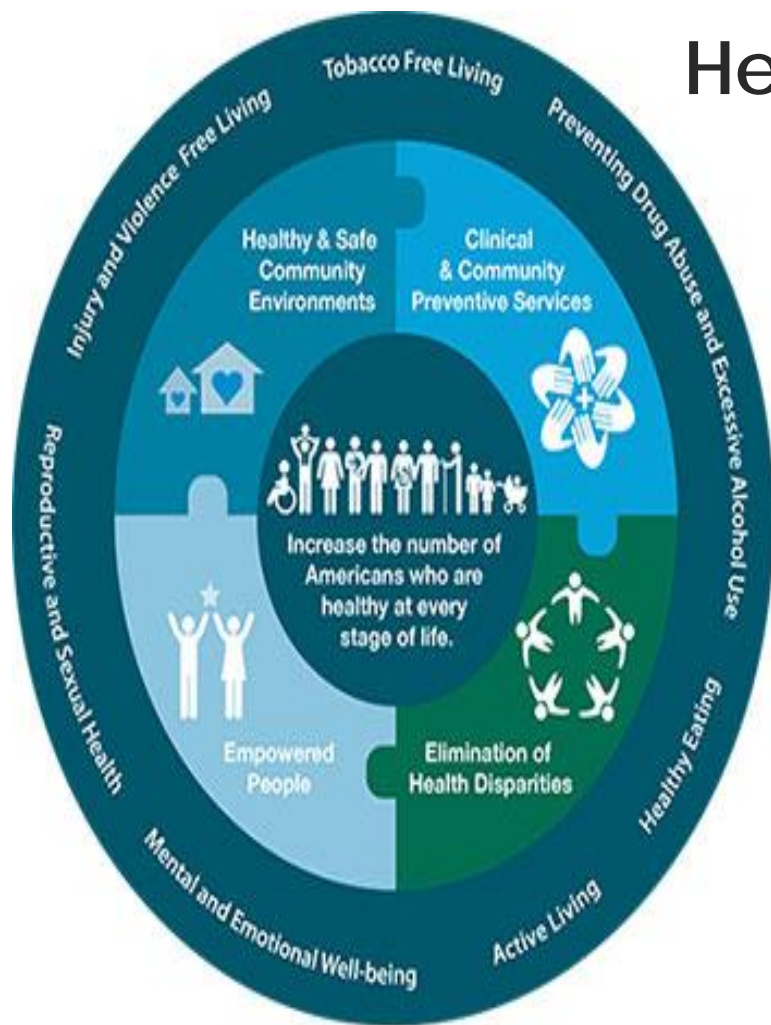 He
Tobacco Free Living
Preventing Drug Abuse and Excessive Alcohol Use
Healthy Eating
Active Living
Mental and Emotional Well-being
Reproductive and Sexual Health
Injury and Violence Free Living
Healthy & Safe
Community
Environments
Clinical
& Community
Preventive Services
Increase the number of
Americans who are
healthy at every
stage of life.
Empowered
People
Elimination of
Health Disparities